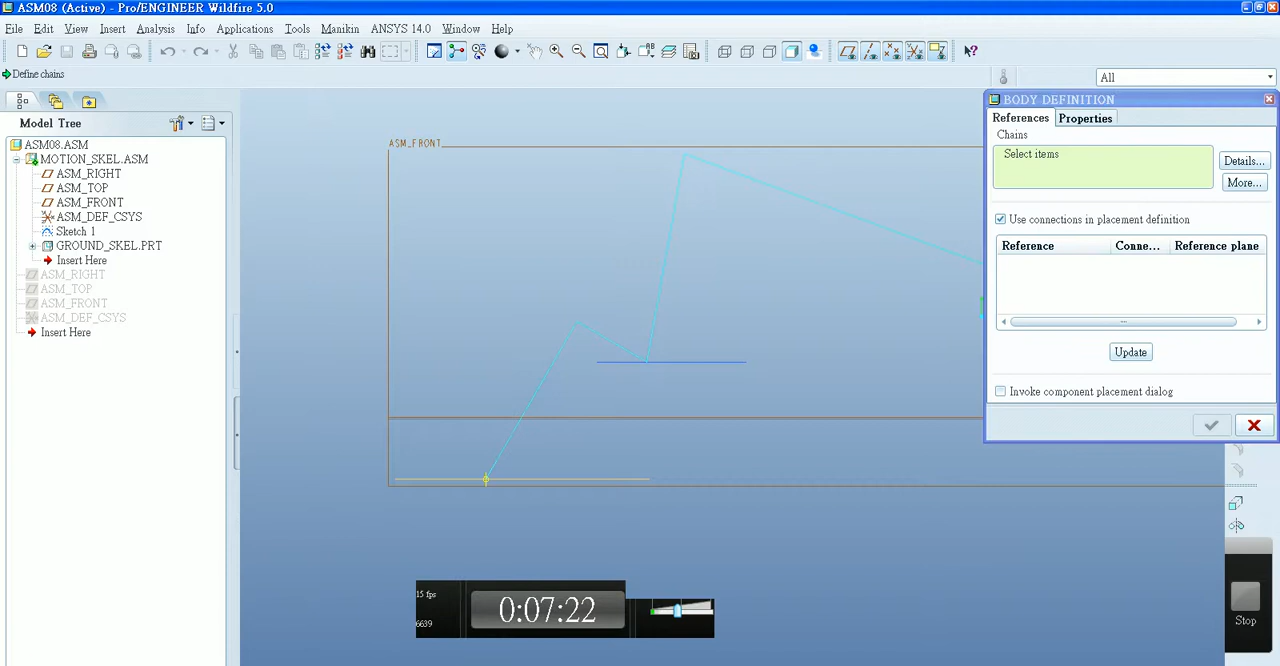 ASM08 (Active) - Pro/ENGINEER Wildfire 5.0
File Edit View Insert Analysis Info Applications Tools Manikin ANSYS 14.0 Window Help
Define chains
All
Model Tree
ASM08.ASM
MOTION_SKEL.ASM
ASM_RIGHT
ASM_TOP
ASM_FRONT
ASM_DEF_CSYS
Sketch 1
GROUND_SKEL.PRT
Insert Here
ASM_RIGHT
ASM_TOP
ASM_FRONT
ASM_DEF_CSYS
Insert Here
ASM_FRONT
BODY DEFINITION
References Properties
Chains
Select items
Details...
More...
Use connections in placement definition
Reference Conne... Reference plane
Update
Invoke component placement dialog
15 fps
6639
0:07:22
Stop